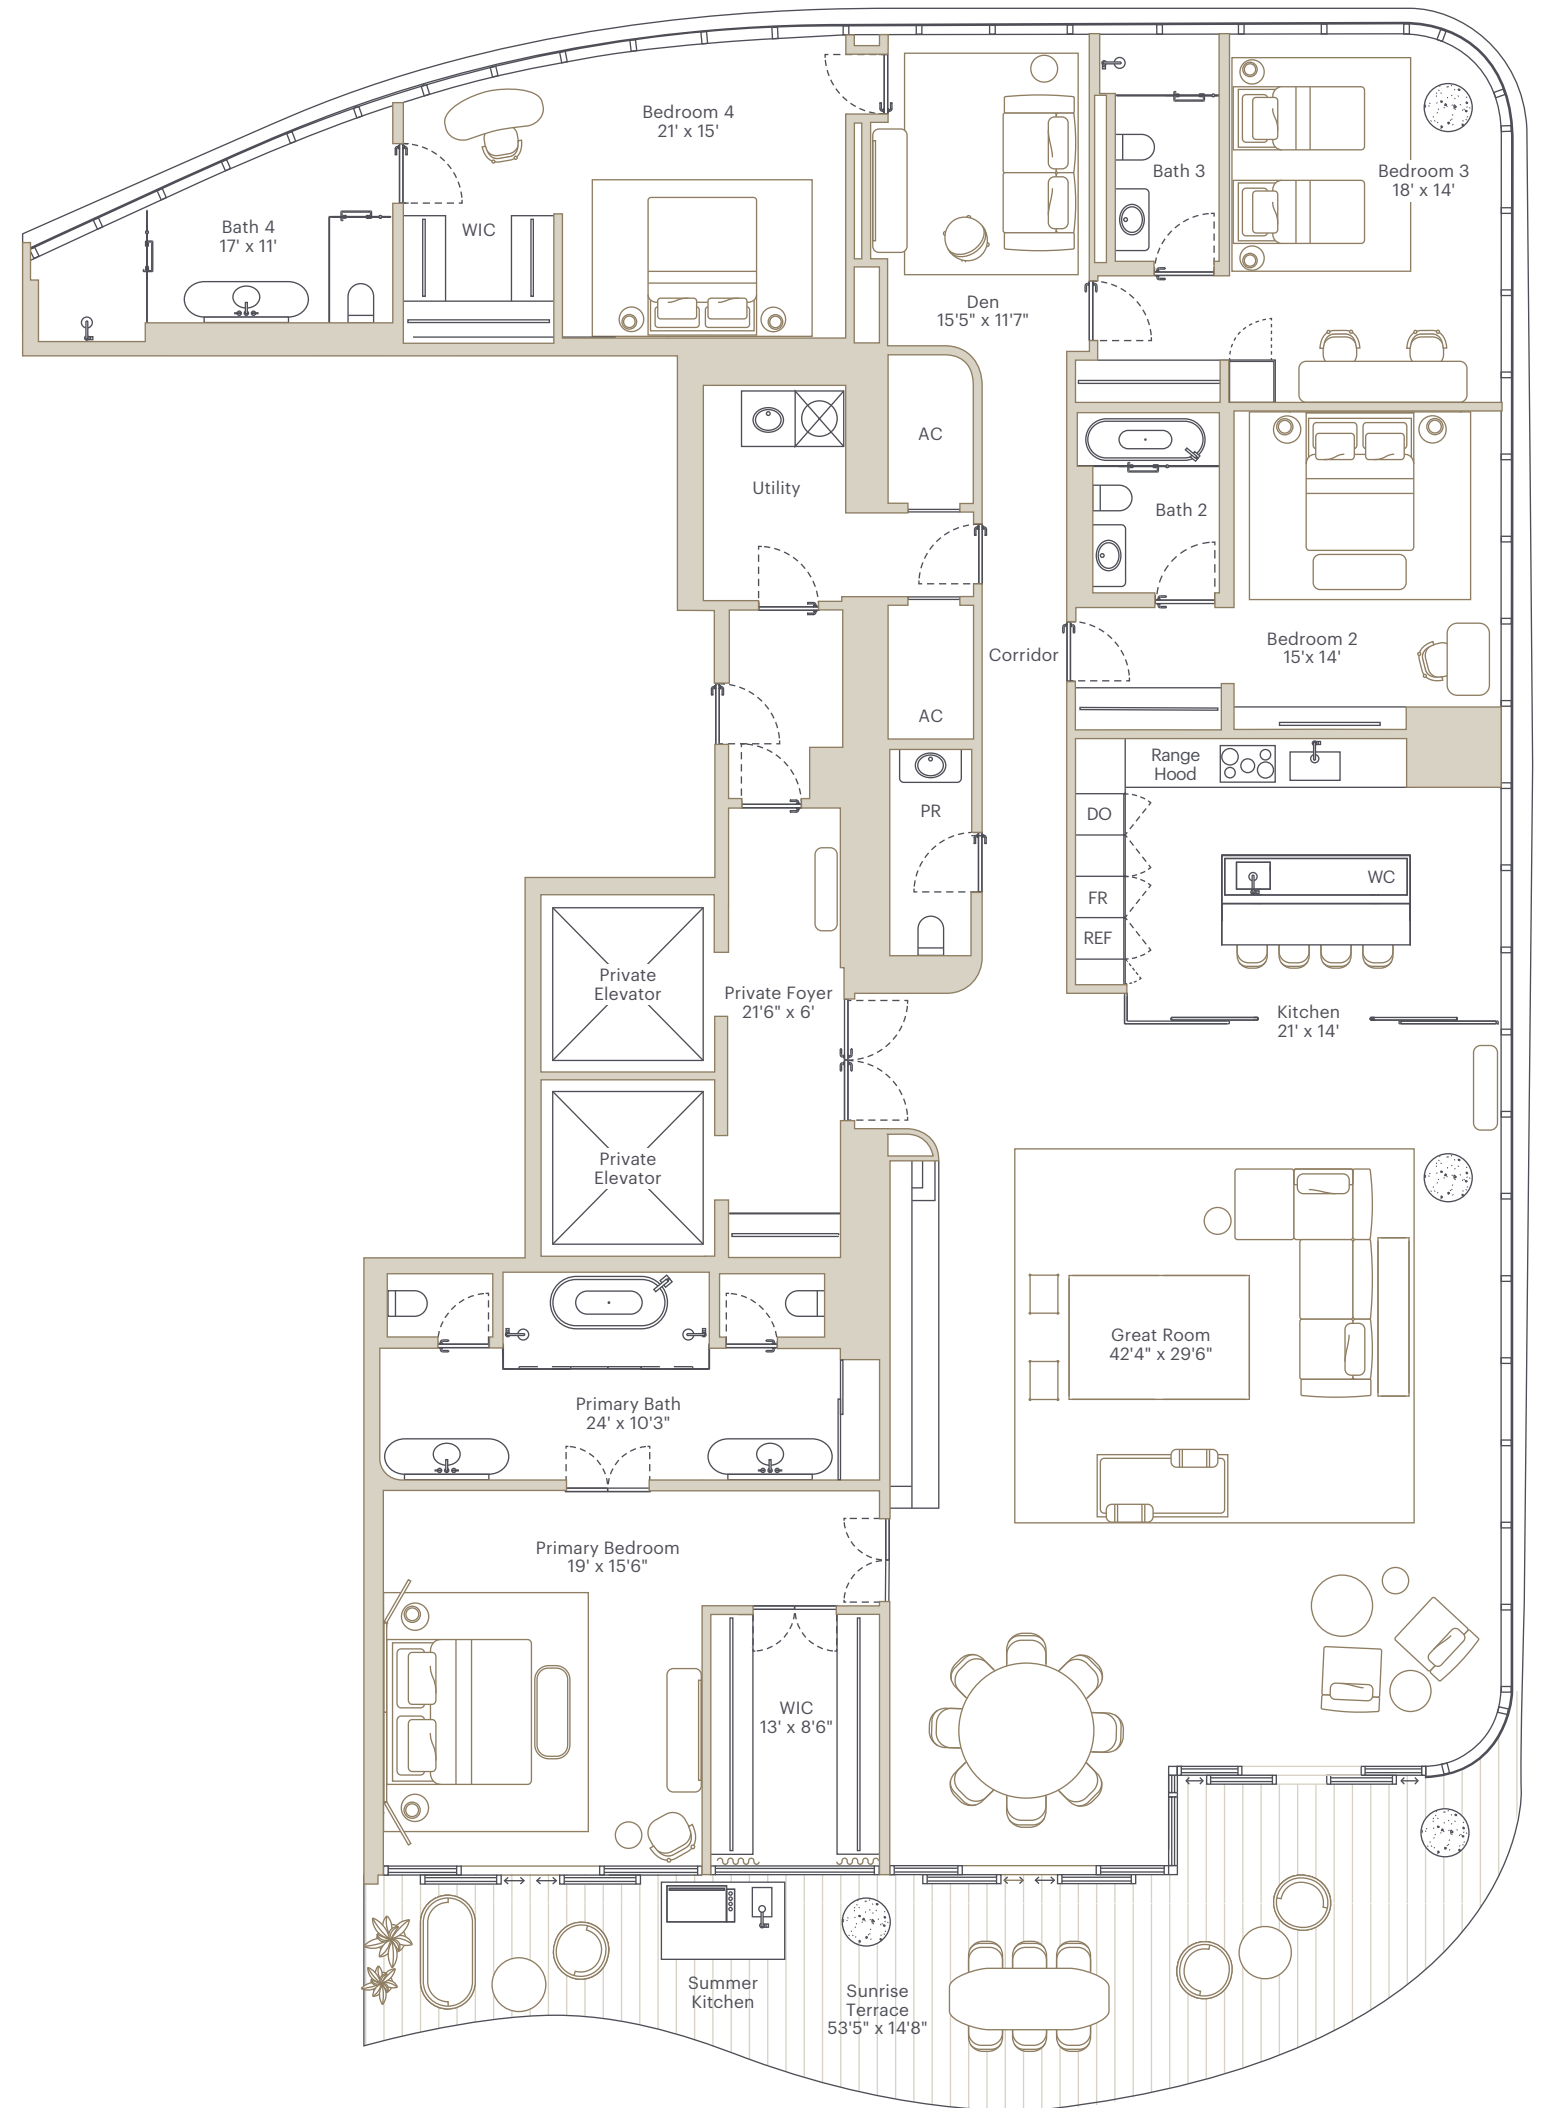 Bedroom 4
21' x 15'
Bath 3
Bedroom 3
18' x 14'
Bath 4
17' x 11'
WIC
Den
15'5" x 11'7"
AC
Utility
Bath 2
Corridor
Bedroom 2
15'x 14'
AC
Range
Hood
PR
DO
WC
FR
REF
Private
Elevator
Private Foyer
21'6" x 6'
Kitchen
21' x 14'
Private
Elevator
Great Room
42'4" x 29'6"
Primary Bath
24' x 10'3"
Primary Bedroom
19' x 15'6"
WIC
13' x 8'6"
Summer
Kitchen
Sunrise
Terrace
53'5" x 14'8"